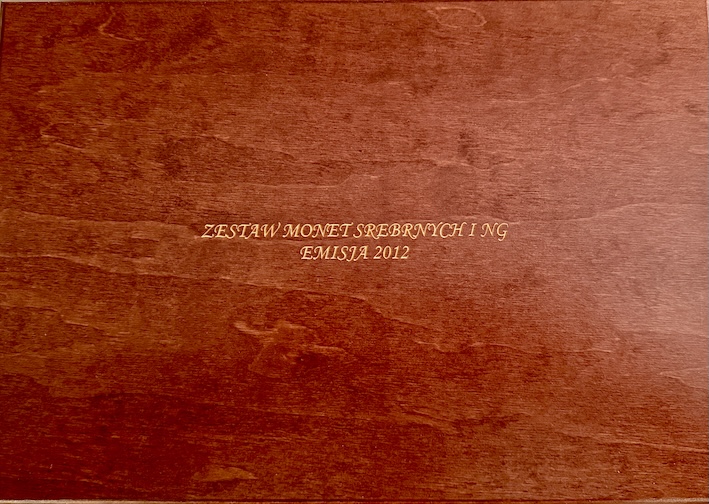 ZESTAW MONET SREBRNYCH I NG
EMISJA 2012